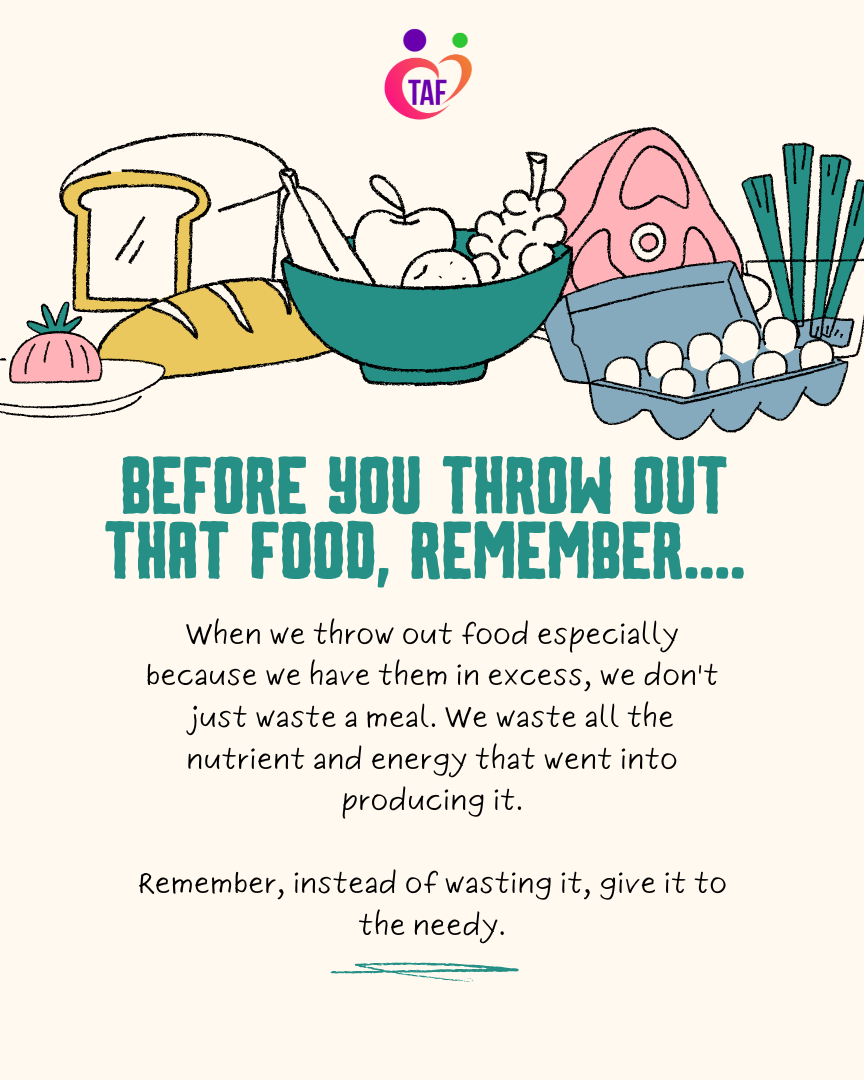 TAF
BEFORE YOU THROW OUT
THAT FOOD, REMEMBER....
When we throw out food especially
because we have them in excess, we don't
just waste a meal. We waste all the
nutrient and energy that went into
producing it.
Remember, instead of wasting it, give it to
the needy.